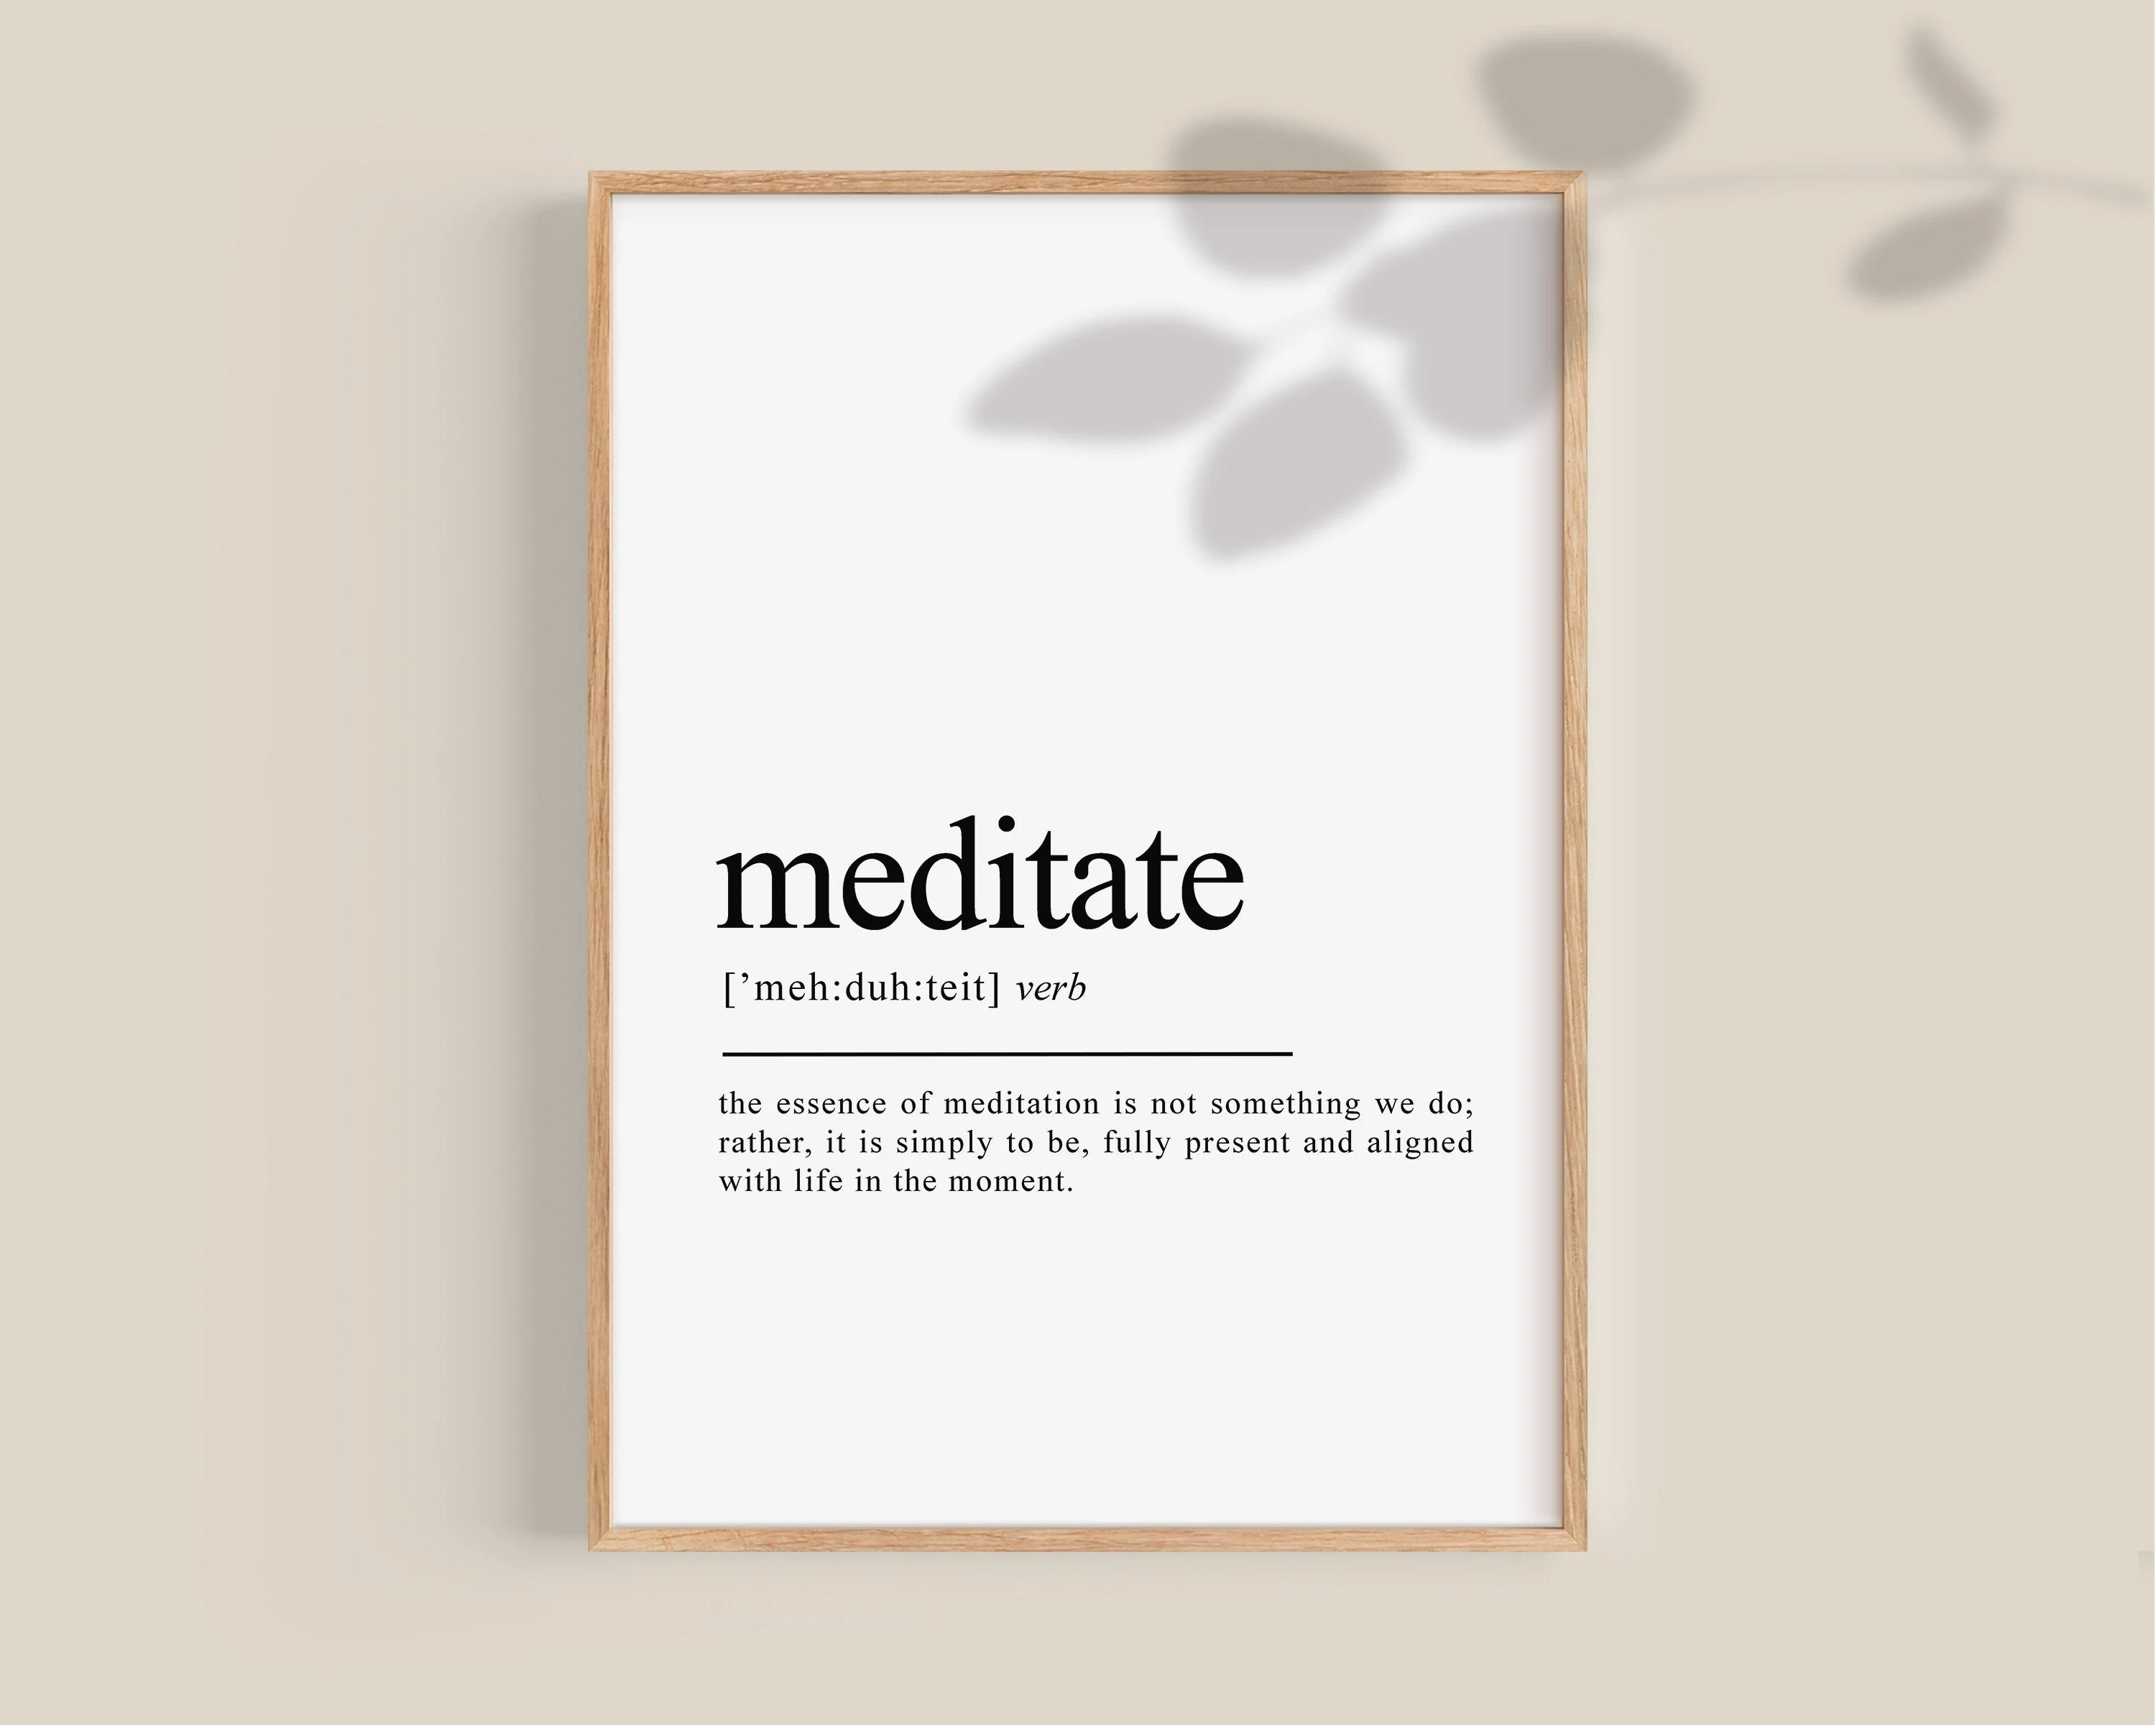 meditate
[’meh:duh:teit] verb
the essence of meditation is not something we do;
rather, it is simply to be, fully present and aligned
with life in the moment.